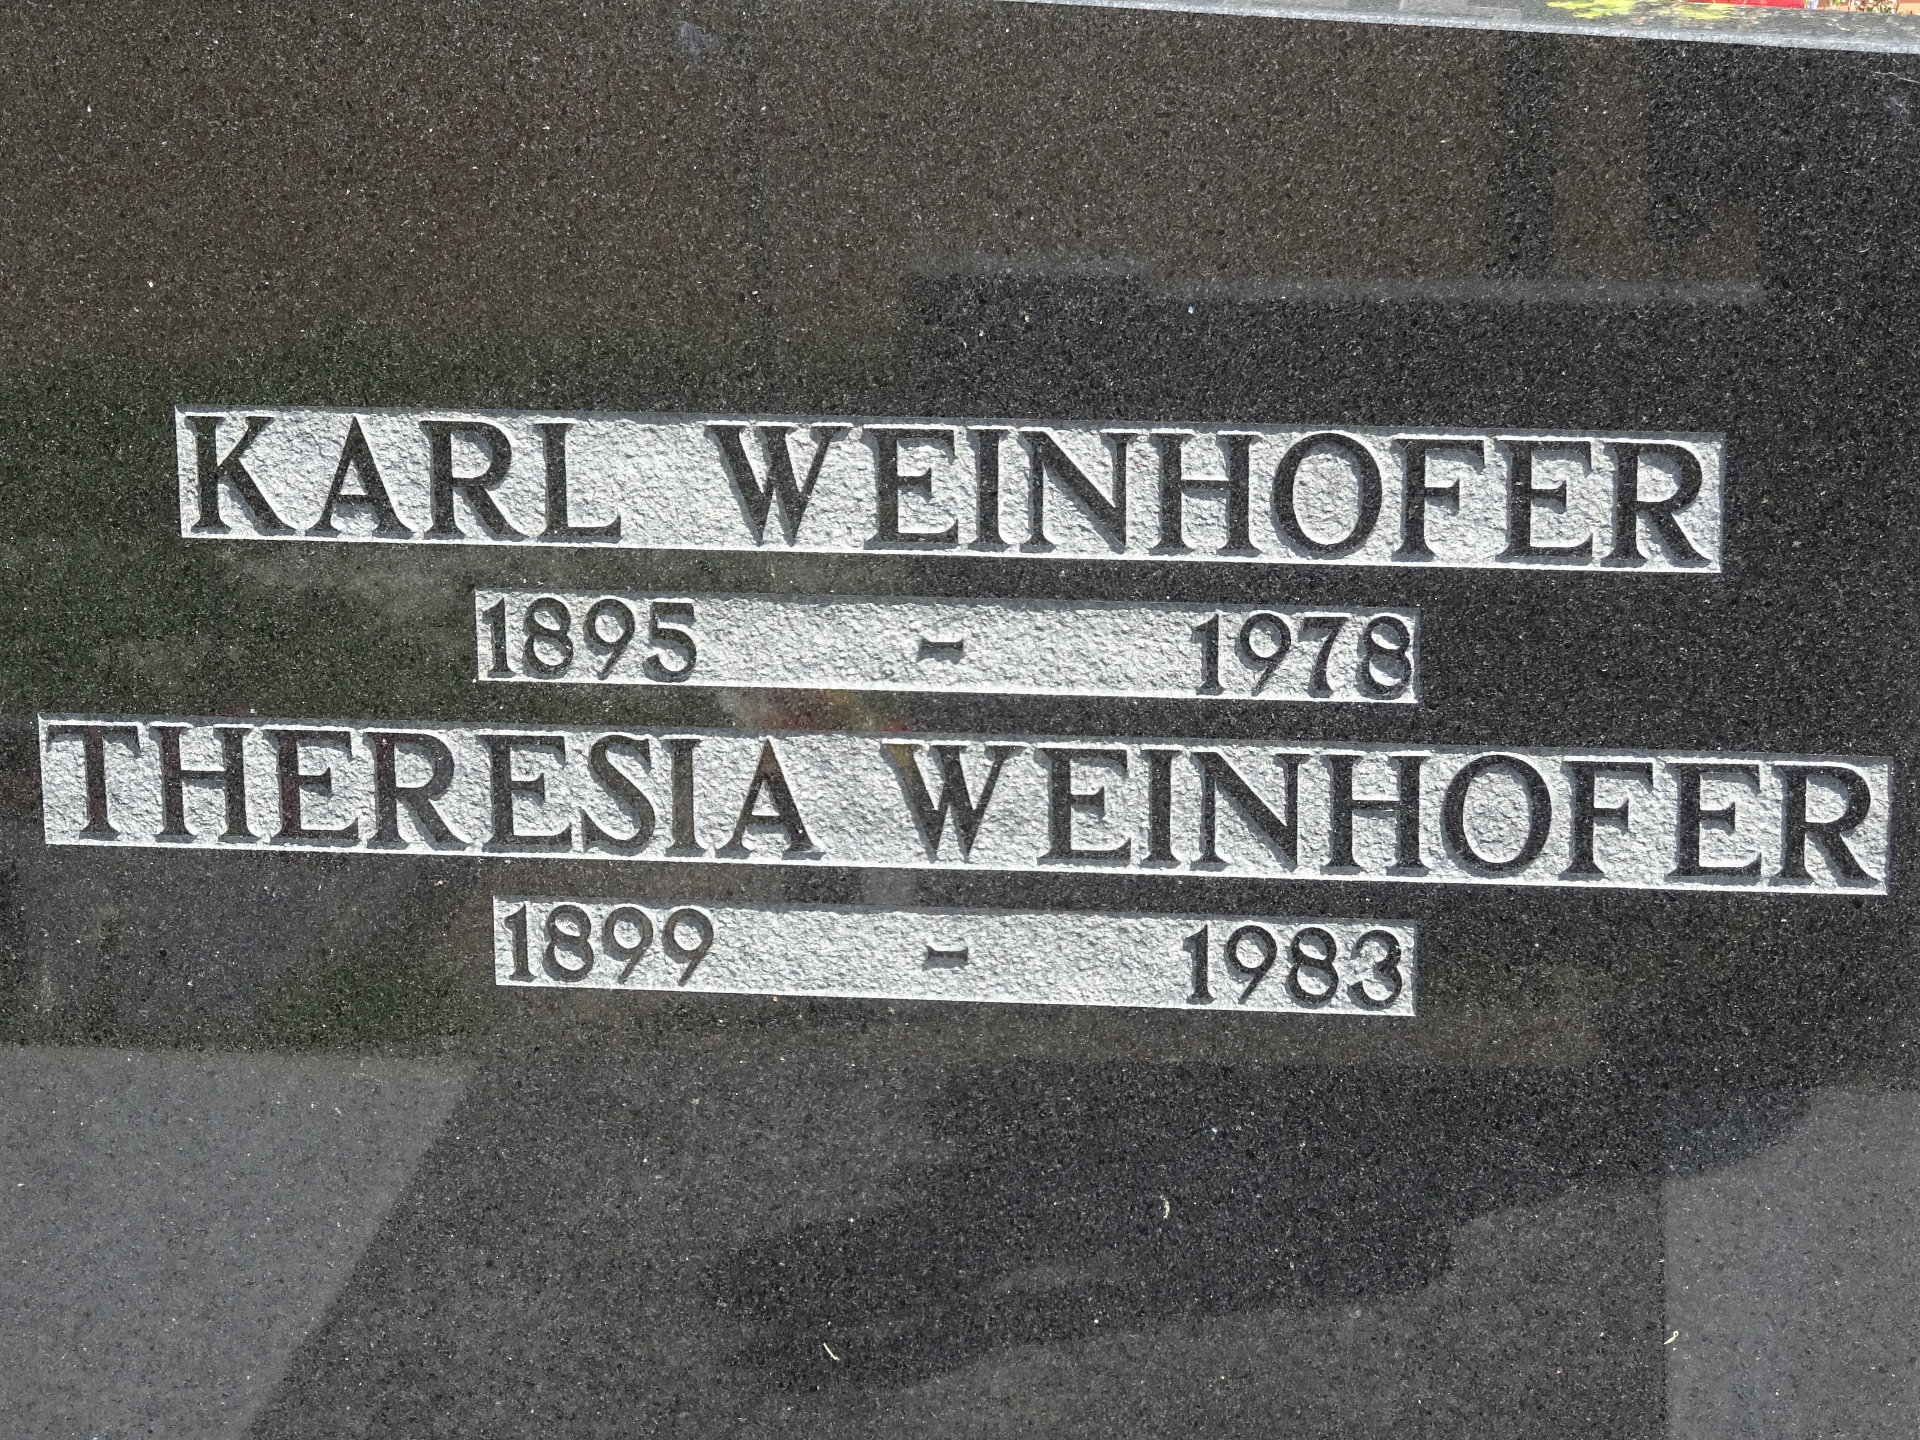 KARL WEINHOFER
1895 - 1978
THERESIA WEINHOFER
1899 - 1983